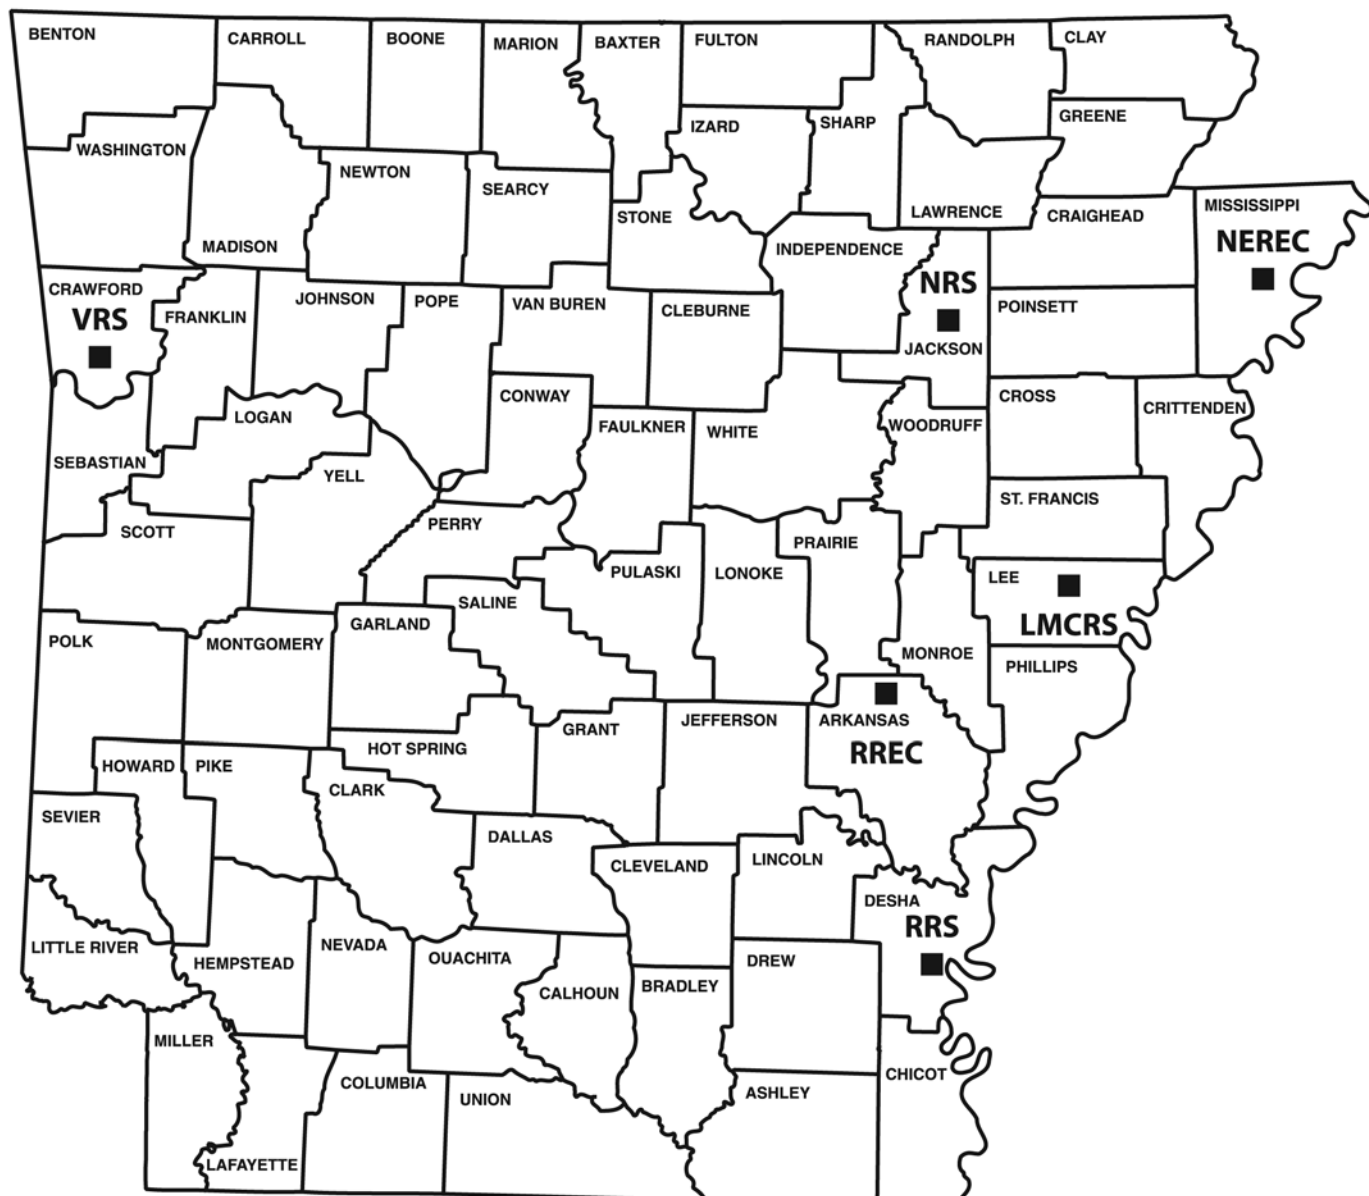 BENTON
CARROLL
BOONE
MARION
BAXTER
FULTON
RANDOLPH
CLAY
WASHINGTON
IZARD
SHARP
GREENE
MADISON
NEWTON
SEARCY
STONE
LAWRENCE
CRAIGHEAD
MISSISSIPPI
NEREC
INDEPENDENCE
NRS
JACKSON
CRAWFORD
VRS
FRANKLIN
JOHNSON
POPE
VAN BUREN
CLEBURNE
POINSETT
LOGAN
CONWAY
FAULKNER
WHITE
WOODRUFF
CROSS
CRITTENDEN
SEBASTIAN
YELL
ST. FRANCIS
SCOTT
PERRY
PULASKI
LONOKE
PRAIRIE
LEE
LMCRS
SALINE
GARLAND
MONROE
PHILLIPS
POLK
MONTGOMERY
HOT SPRING
GRANT
JEFFERSON
ARKANSAS
RREC
HOWARD
PIKE
CLARK
SEVIER
DALLAS
CLEVELAND
LINCOLN
DESHA
RRS
LITTLE RIVER
HEMPSTEAD
NEVADA
OUACHITA
CALHOUN
BRADLEY
DREW
MILLER
LAFAYETTE
COLUMBIA
UNION
ASHLEY
CHICOT